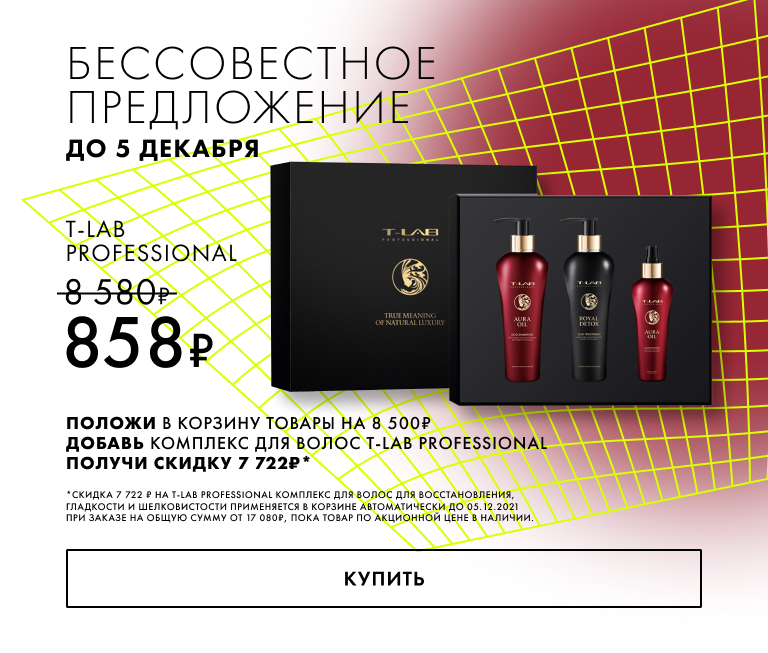 БЕССОВЕСТНОЕ
ПРЕДЛОЖЕНИЕ
ДО 5 ДЕКАБРЯ
T-LAB
PROFESSIONAL
8 580₽
858₽
T-LAB
PROFESSIONAL
TRUE MEANING
OF NATURAL LUXURY
T-LAB
AURA
OIL
T-LAB
ROYAL
DETOX
T-LAB
AURA
OIL
ПОЛОЖИ В КОРЗИНУ ТОВАРЫ НА 8 500₽
ДОБАВЬ КОМПЛЕКС ДЛЯ ВОЛОС T-LAB PROFESSIONAL
ПОЛУЧИ СКИДКУ 7 722₽*
*СКИДКА 7 722 ₽ НА T-LAB PROFESSIONAL КОМПЛЕКС ДЛЯ ВОЛОС ДЛЯ ВОССТАНОВЛЕНИЯ,
ГЛАДКОСТИ И ШЕЛКОВИСТОСТИ ПРИМЕНЯЕТСЯ В КОРЗИНЕ АВТОМАТИЧЕСКИ ДО 05.12.2021
ПРИ ЗАКАЗЕ НА ОБЩУЮ СУММУ ОТ 17 080₽, ПОКА ТОВАР ПО АКЦИОННОЙ ЦЕНЕ В НАЛИЧИИ.
КУПИТЬ